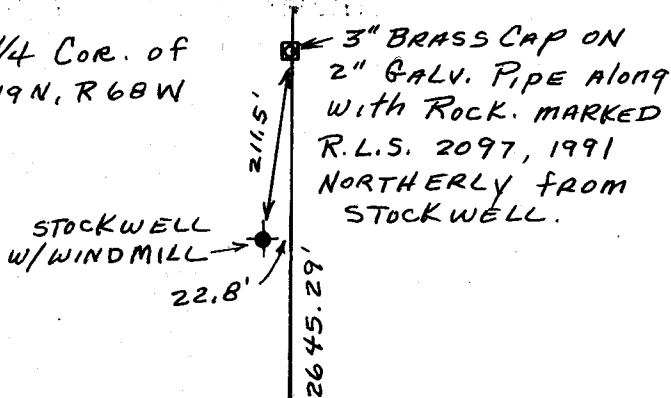 1/4 Cor. of
9N, R 68 W
3" BRASS CAP ON
2" GALV. PIPE Along
with Rock. MARKED
R.L.S. 2097, 1991
NORTHERLY from
STOCKWELL.
211.5'
STOCKWELL
W/WINDMILL
22.8'
2645.29'